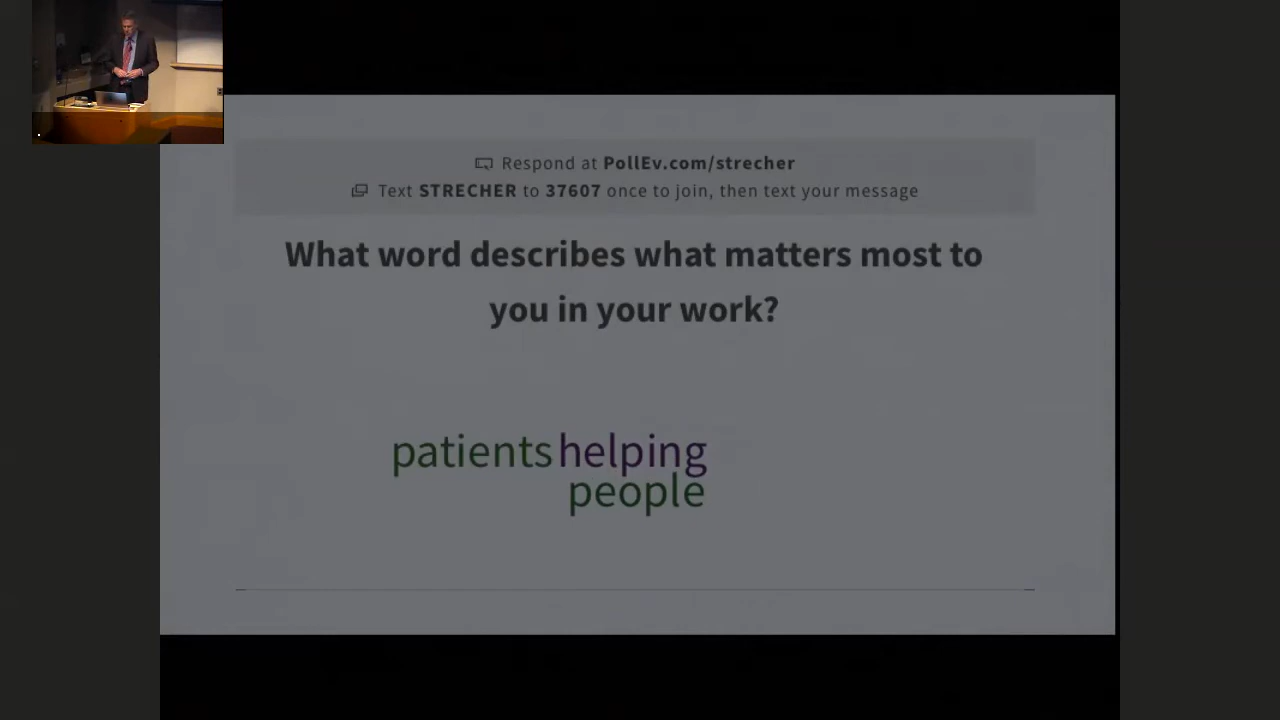 Respond at PollEv.com/strecher
Text STRECHER to 37607 once to join, then text your message
What word describes what matters most to
you in your work?
patients helping
people